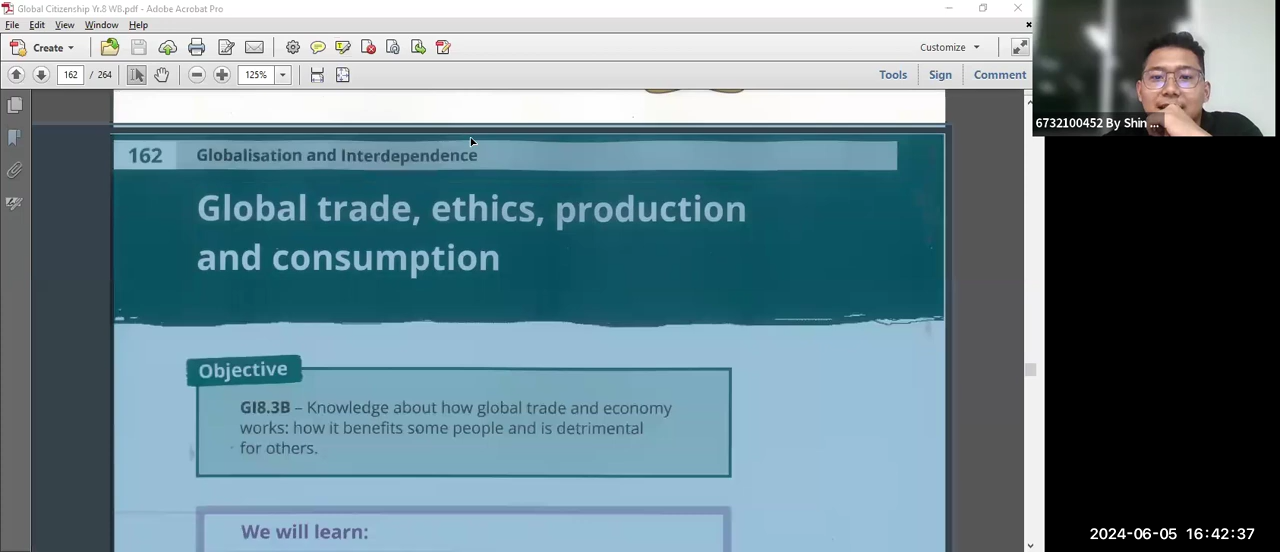 Global Citizenship Yr.8 WB.pdf - Adobe Acrobat Pro
File Edit View Window Help
Create Customize
162 / 264 125% Tools Sign Comment
6732100452 By Shin ...
162 Globalisation and Interdependence
Global trade, ethics, production
and consumption
Objective
GI8.3B – Knowledge about how global trade and economy
works: how it benefits some people and is detrimental
for others.
We will learn:
2024-06-05 16:42:37